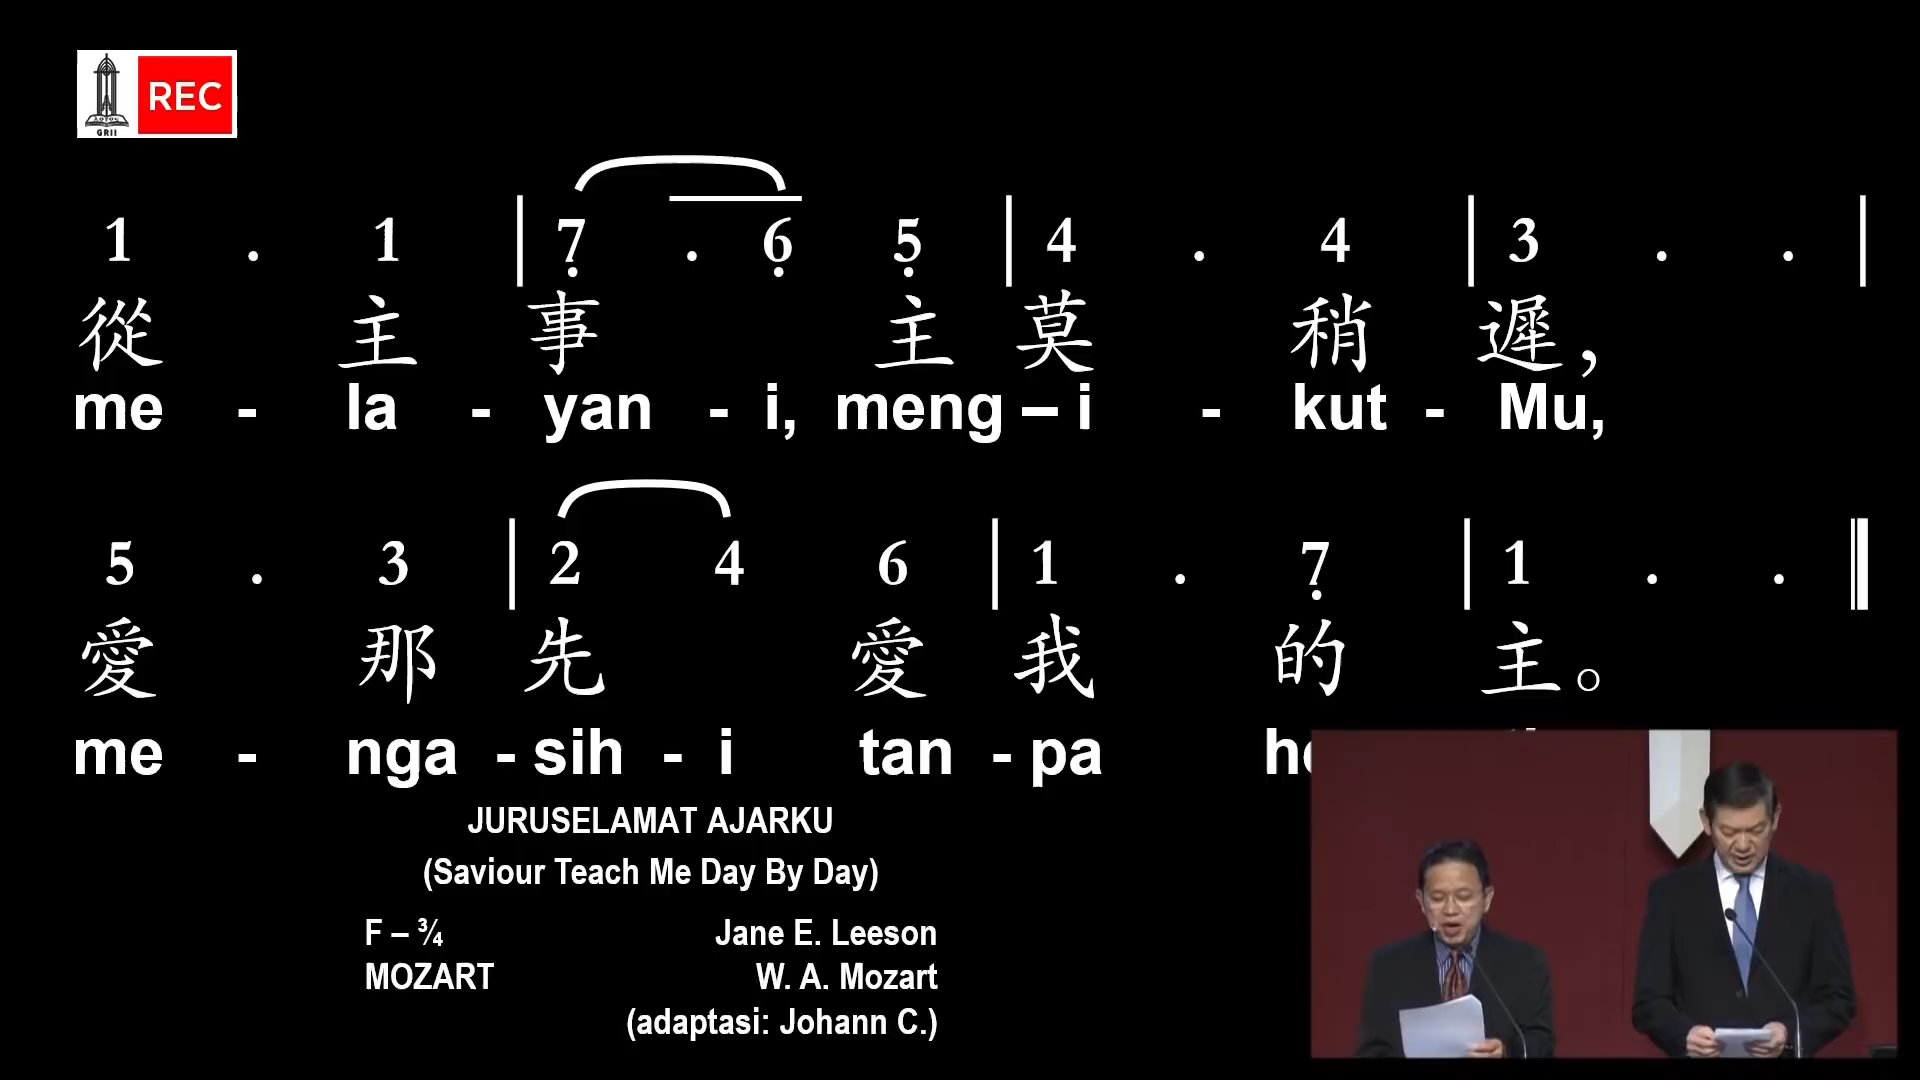 GRII REC
1 . 1 | 7 . 6 5 | 4 . 4 | 3 . . |
從 主 事 主 莫 稍 遲，
me - la - yan - i, meng – i - kut - Mu,
5 . 3 | 2 4 6 | 1 . 7 | 1 . . ||
愛 那 先 愛 我 的 主。
me - nga - sih - i tan - pa
JURUSELAMAT AJARKU
(Saviour Teach Me Day By Day)
F – ¾ Jane E. Leeson
MOZART W. A. Mozart
(adaptasi: Johann C.)